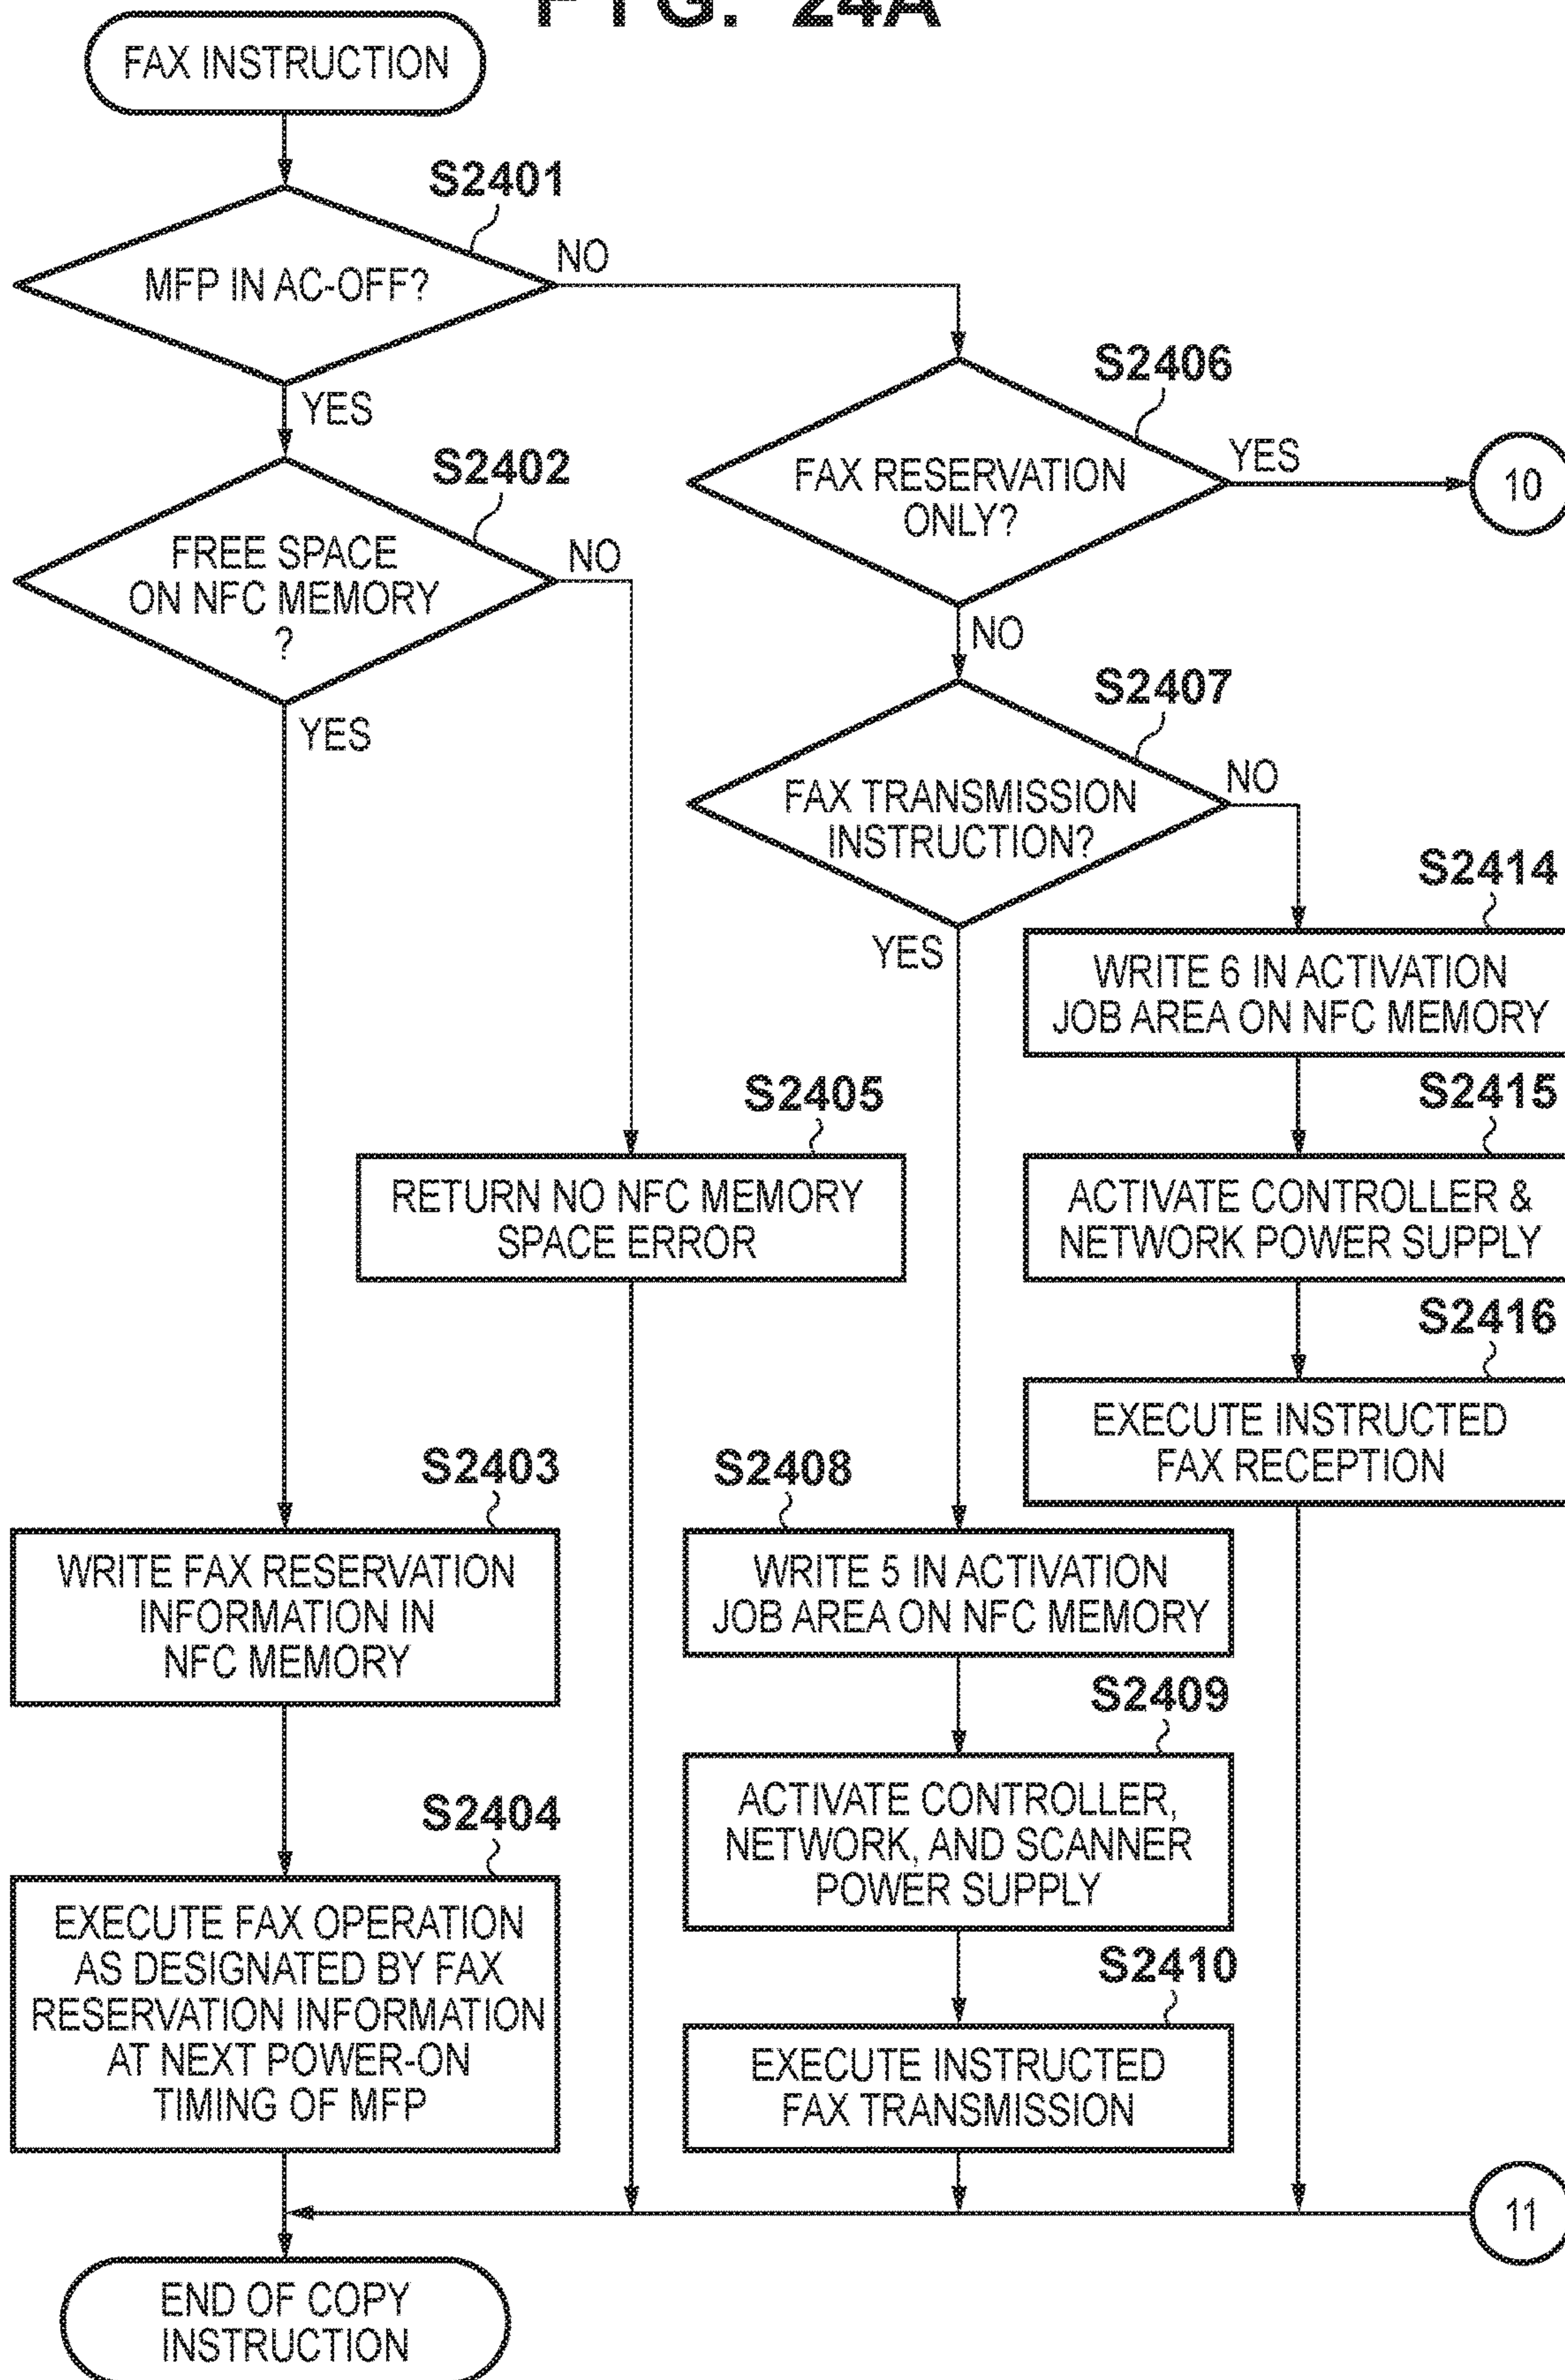 FIG. 24A
FAX INSTRUCTION
S2401
MFP IN AC-OFF?
NO
YES
S2402
FREE SPACE
ON NFC MEMORY
?
NO
YES
S2406
FAX RESERVATION
ONLY?
YES
10
NO
S2407
FAX TRANSMISSION
INSTRUCTION?
NO
YES
S2414
WRITE 6 IN ACTIVATION
JOB AREA ON NFC MEMORY
S2415
ACTIVATE CONTROLLER &
NETWORK POWER SUPPLY
S2416
EXECUTE INSTRUCTED
FAX RECEPTION
S2405
RETURN NO NFC MEMORY
SPACE ERROR
S2403
WRITE FAX RESERVATION
INFORMATION IN
NFC MEMORY
S2404
EXECUTE FAX OPERATION
AS DESIGNATED BY FAX
RESERVATION INFORMATION
AT NEXT POWER-ON
TIMING OF MFP
S2408
WRITE 5 IN ACTIVATION
JOB AREA ON NFC MEMORY
S2409
ACTIVATE CONTROLLER,
NETWORK, AND SCANNER
POWER SUPPLY
S2410
EXECUTE INSTRUCTED
FAX TRANSMISSION
11
END OF COPY
INSTRUCTION